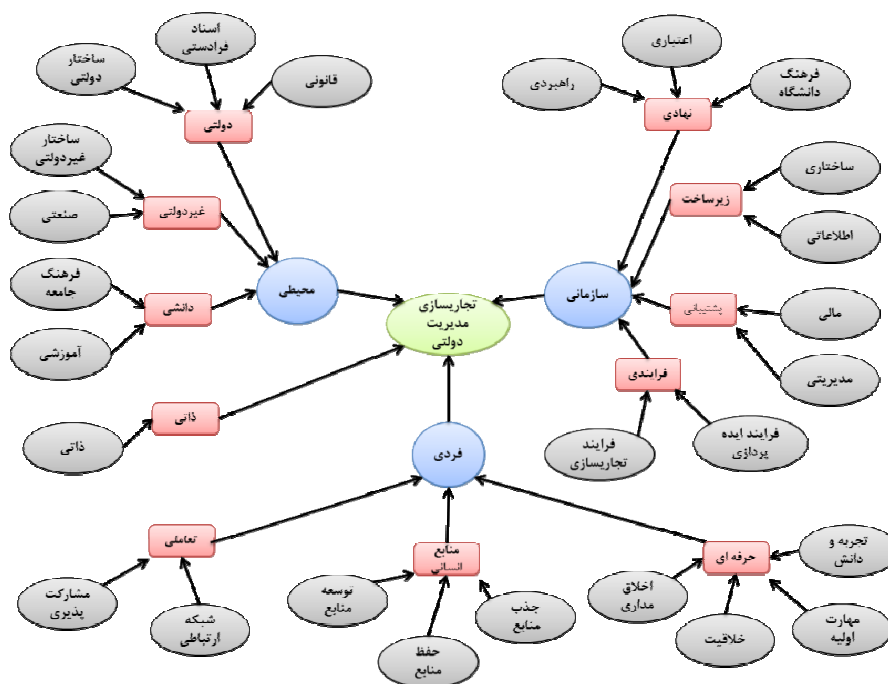 اسناد
فرادستی
ساختار
دولتی
قانونی
دولتی
اعتباری
راهبردی
فرهنگ
دانشگاه
نهادی
ساختار
غیردولتی
صنعتی
غیردولتی
ساختاری
اطلاعاتی
زیرساخت
فرهنگ
جامعه
آموزشی
دانشی
محیطی
سازمانی
تجاریسازی
مدیریت
دولتی
مالی
مدیریتی
پشتیبانی
فرایندی
فرایند ایده
پردازی
فرایند
تجاریسازی
ذاتی
ذاتی
فردی
تعاملی
مشارکت
پذیری
شبکه
ارتباطی
منابع
انسانی
توسعه
منابع
حفظ
منابع
جذب
منابع
حرفه ای
تجربه و
دانش
اخلاق
مداری
خلاقیت
مهارت
اولیه